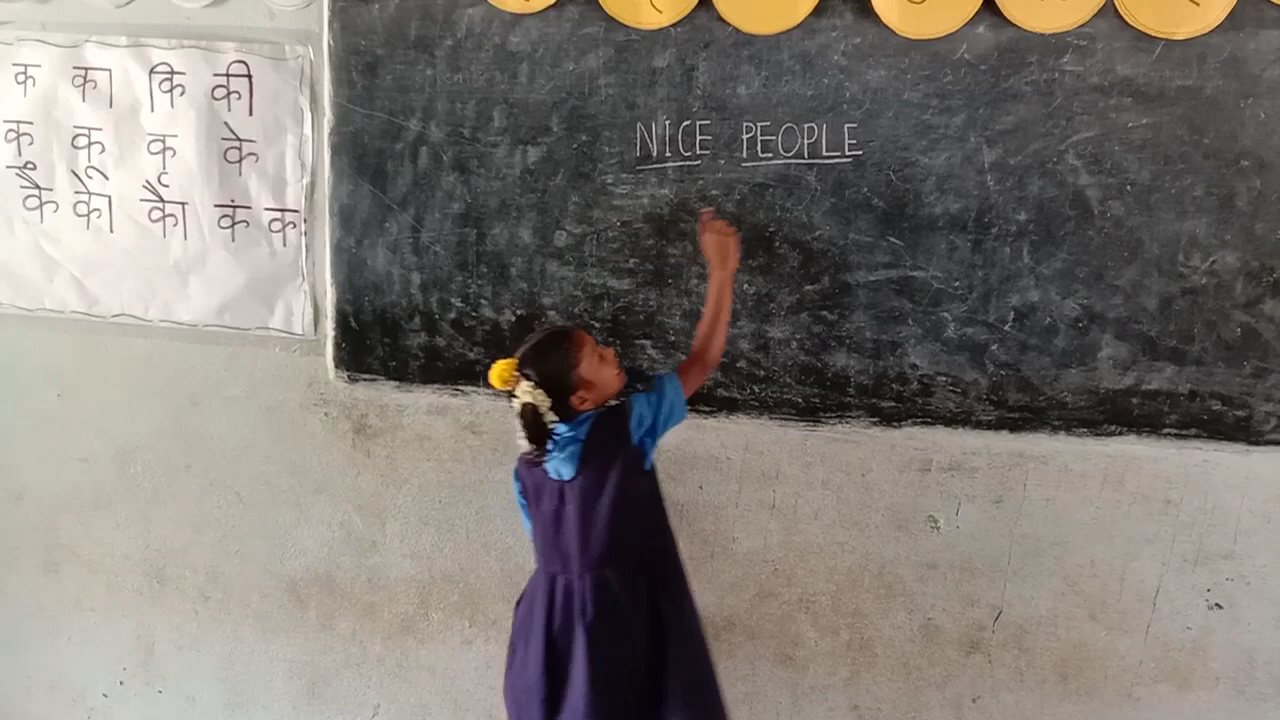 क का कि की
कु कू कृ के
कै को कौ कं कः
NICE PEOPLE